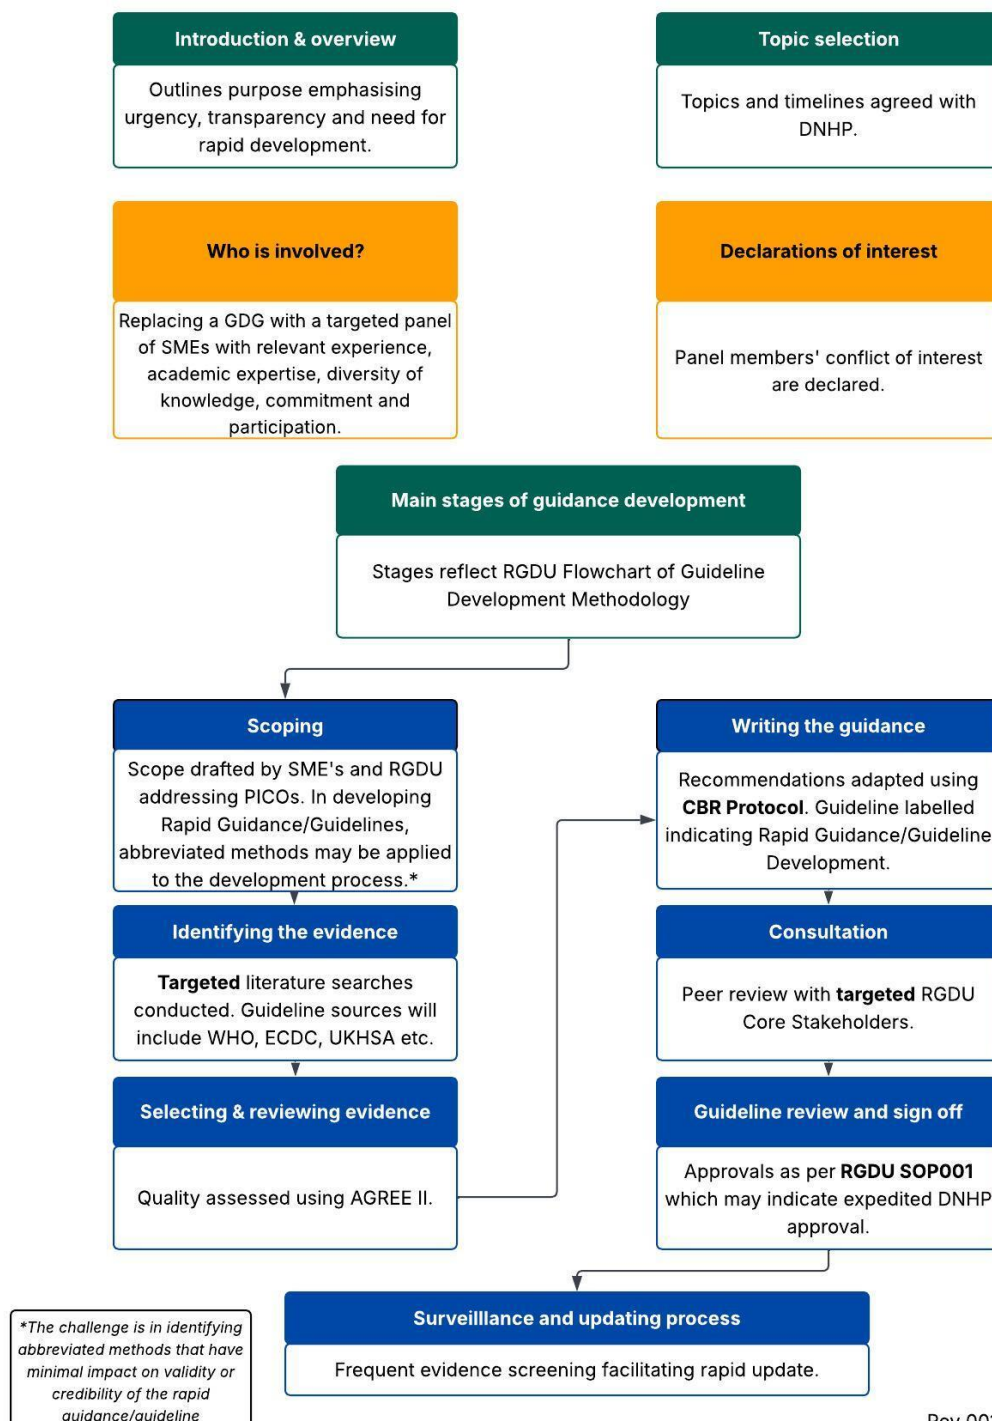 Introduction & overview
Outlines purpose emphasising
urgency, transparency and need for
rapid development.
Topic selection
Topics and timelines agreed with
DNHP.
Who is involved?
Replacing a GDG with a targeted panel
of SMEs with relevant experience,
academic expertise, diversity of
knowledge, commitment and
participation.
Declarations of interest
Panel members' conflict of interest
are declared.
Main stages of guidance development
Stages reflect RGDU Flowchart of Guideline
Development Methodology
Scoping
Scope drafted by SME's and RGDU
addressing PICOs. In developing
Rapid Guidance/Guidelines,
abbreviated methods may be applied
to the development process.*
Identifying the evidence
Targeted literature searches
conducted. Guideline sources will
include WHO, ECDC, UKHSA etc.
Selecting & reviewing evidence
Quality assessed using AGREE II.
Writing the guidance
Recommendations adapted using
CBR Protocol. Guideline labelled
indicating Rapid Guidance/Guideline
Development.
Consultation
Peer review with targeted RGDU
Core Stakeholders.
Guideline review and sign off
Approvals as per RGDU SOP001
which may indicate expedited DNHP
approval.
Surveilllance and updating process
Frequent evidence screening facilitating rapid update.
*The challenge is in identifying
abbreviated methods that have
minimal impact on validity or
credibility of the rapid
guidance/guideline
Rev